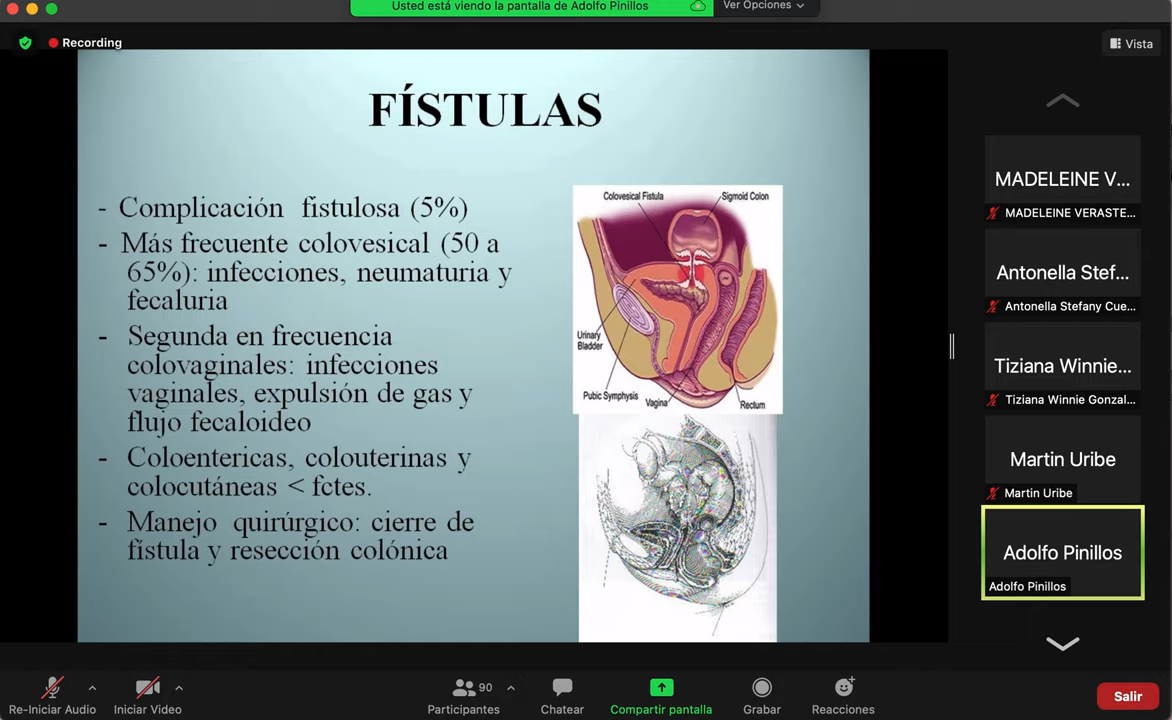 Usted está viendo la pantalla de Adolfo Pinillos
Ver Opciones
Recording
Vista
FÍSTULAS
- Complicación fistulosa (5%)
- Más frecuente colovesical (50 a
65%): infecciones, neumaturia y
fecaluria
- Segunda en frecuencia
colovaginales: infecciones
vaginales, expulsión de gas y
flujo fecaloideo
- Coloentericas, colouterinas y
colocutáneas < fctes.
- Manejo quirúrgico: cierre de
fístula y resección colónica
Colovesical Fistula
Sigmoid Colon
Urinary
Bladder
Pubic Symphysis
Vagina
Rectum
MADELEINE V...
MADELEINE VERASTE...
Antonella Stef...
Antonella Stefany Cue...
Tiziana Winnie...
Tiziana Winnie Gonzal...
Martin Uribe
Martin Uribe
Adolfo Pinillos
Adolfo Pinillos
Re-Iniciar Audio
Iniciar Video
90
Participantes
Chatear
Compartir pantalla
Grabar
Reacciones
Salir